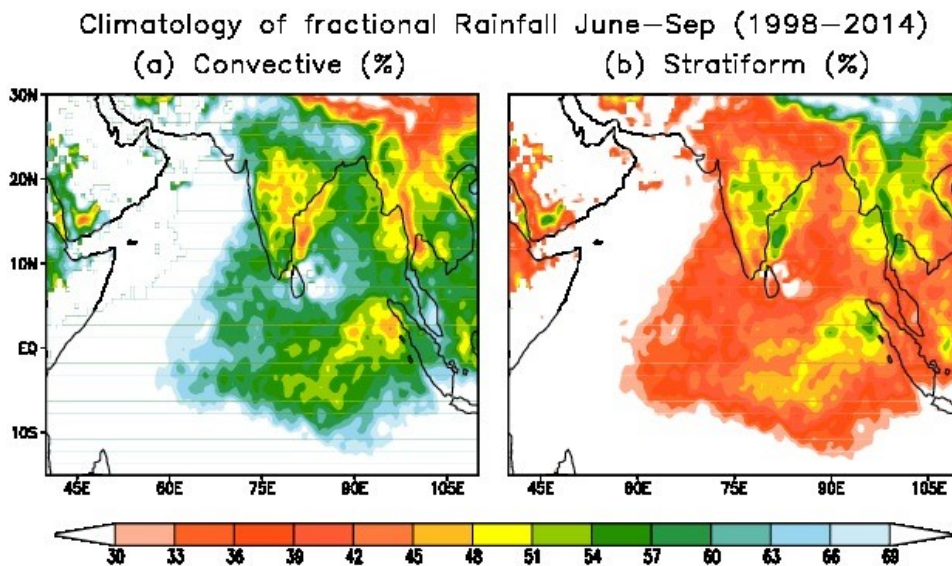 Climatology of fractional Rainfall June-Sep (1998-2014)
(a) Convective (%) (b) Stratiform (%)
30N
20N
10N
EQ
10S
45E 60E 75E 90E 105E 45E 60E 75E 90E 105E
30 33 36 39 42 45 48 51 54 57 60 63 66 69